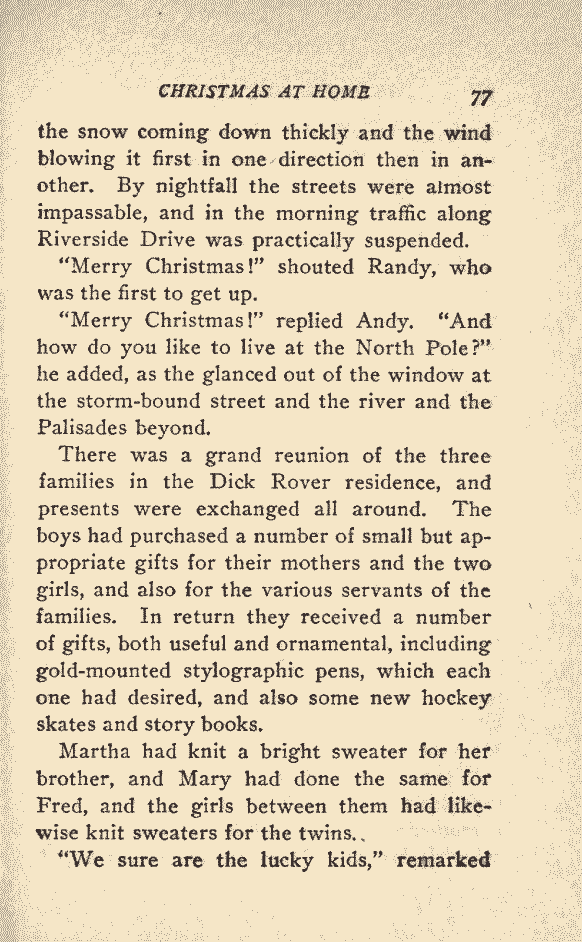 CHRISTMAS AT HOME 77
the snow coming down thickly and the wind
blowing it first in one direction then in an-
other. By nightfall the streets were almost
impassable, and in the morning traffic along
Riverside Drive was practically suspended.
"Merry Christmas!" shouted Randy, who
was the first to get up.
"Merry Christmas!" replied Andy. "And
how do you like to live at the North Pole?"
he added, as the glanced out of the window at
the storm-bound street and the river and the
Palisades beyond.
There was a grand reunion of the three
families in the Dick Rover residence, and
presents were exchanged all around. The
boys had purchased a number of small but ap-
propriate gifts for their mothers and the two
girls, and also for the various servants of the
families. In return they received a number
of gifts, both useful and ornamental, including
gold-mounted stylographic pens, which each
one had desired, and also some new hockey
skates and story books.
Martha had knit a bright sweater for her
brother, and Mary had done the same for
Fred, and the girls between them had like-
wise knit sweaters for the twins.
"We sure are the lucky kids," remarked